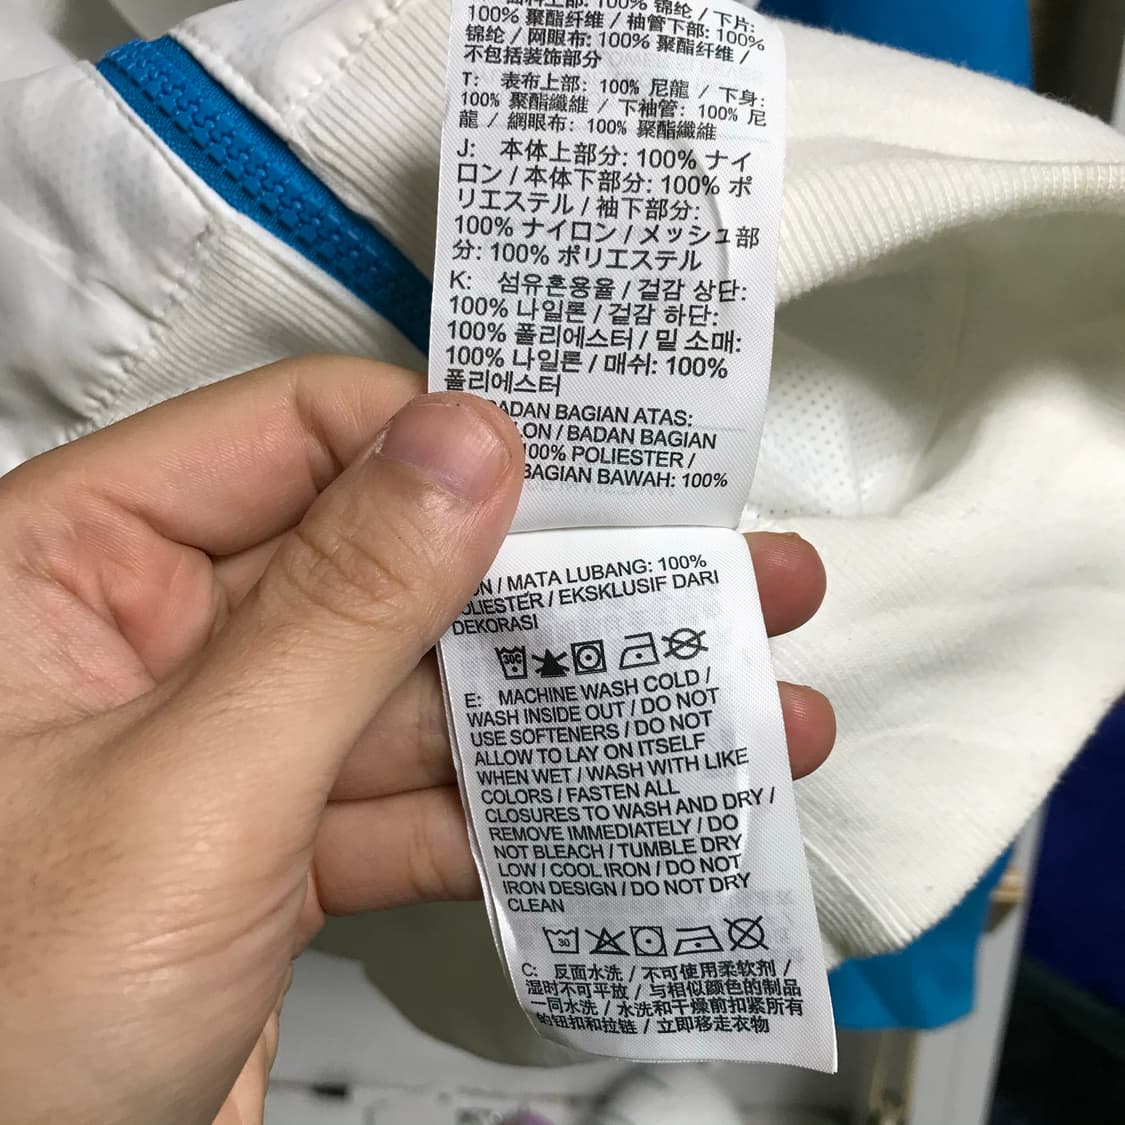 面料上部: 100% 锦纶 / 下片:
100% 聚酯纤维 / 袖管下部: 100%
锦纶 / 网眼布: 100% 聚酯纤维 /
不包括装饰部分
T: 表布上部: 100% 尼龍 / 下身:
100% 聚酯纖維 / 下袖管: 100% 尼
龍 / 網眼布: 100% 聚酯纖維
J: 本体上部分: 100% ナイ
ロン / 本体下部分: 100% ポ
リエステル / 袖下部分:
100% ナイロン / メッシュ部
分: 100% ポリエステル
K: 섬유혼용율 / 겉감 상단:
100% 나일론 / 겉감 하단:
100% 폴리에스터 / 밑 소매:
100% 나일론 / 매쉬: 100%
폴리에스터
BADAN BAGIAN ATAS:
LON / BADAN BAGIAN
100% POLIESTER /
BAGIAN BAWAH: 100%
ON / MATA LUBANG: 100%
OLIESTER / EKSKLUSIF DARI
DEKORASI
30C
E: MACHINE WASH COLD /
WASH INSIDE OUT / DO NOT
USE SOFTENERS / DO NOT
ALLOW TO LAY ON ITSELF
WHEN WET / WASH WITH LIKE
COLORS / FASTEN ALL
CLOSURES TO WASH AND DRY /
REMOVE IMMEDIATELY / DO
NOT BLEACH / TUMBLE DRY
LOW / COOL IRON / DO NOT
IRON DESIGN / DO NOT DRY
CLEAN
30
C: 反面水洗 / 不可使用柔软剂 /
湿时不可平放 / 与相似颜色的制品
一同水洗 / 水洗和干燥前扣紧所有
的钮扣和拉链 / 立即移走衣物